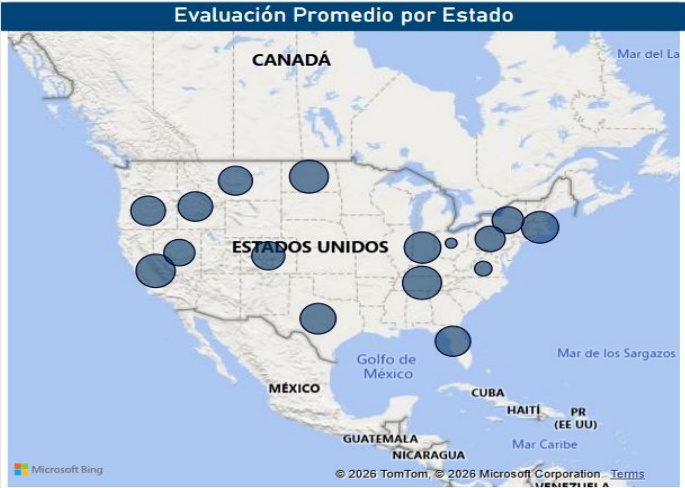 Evaluación Promedio por Estado
CANADÁ
Mar del La
ESTADOS UNIDOS
Golfo de
México
Mar de los Sargazos
MÉXICO
CUBA
HAITÍ
PR
(EE UU)
GUATEMALA
Mar Caribe
NICARAGUA
Microsoft Bing
© 2026 TomTom, © 2026 Microsoft Corporation Terms
VENEZUELA